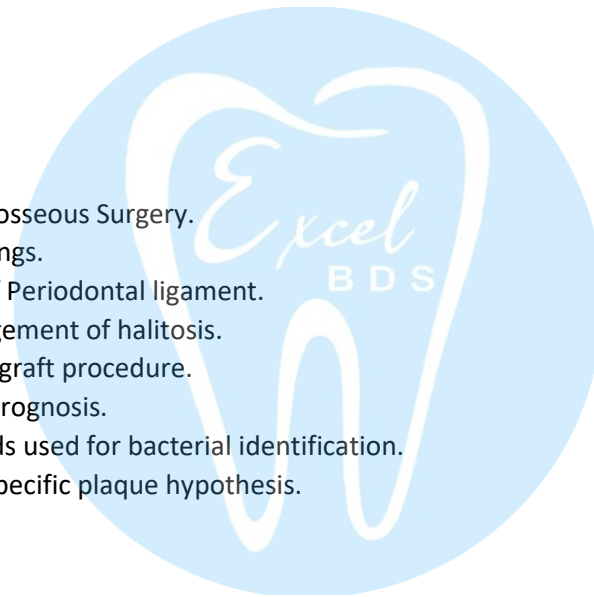 osseous Surgery.
ngs.
Periodontal ligament.
gement of halitosis.
graft procedure.
rognosis.
ds used for bacterial identification.
pecific plaque hypothesis.
Excel
BDS